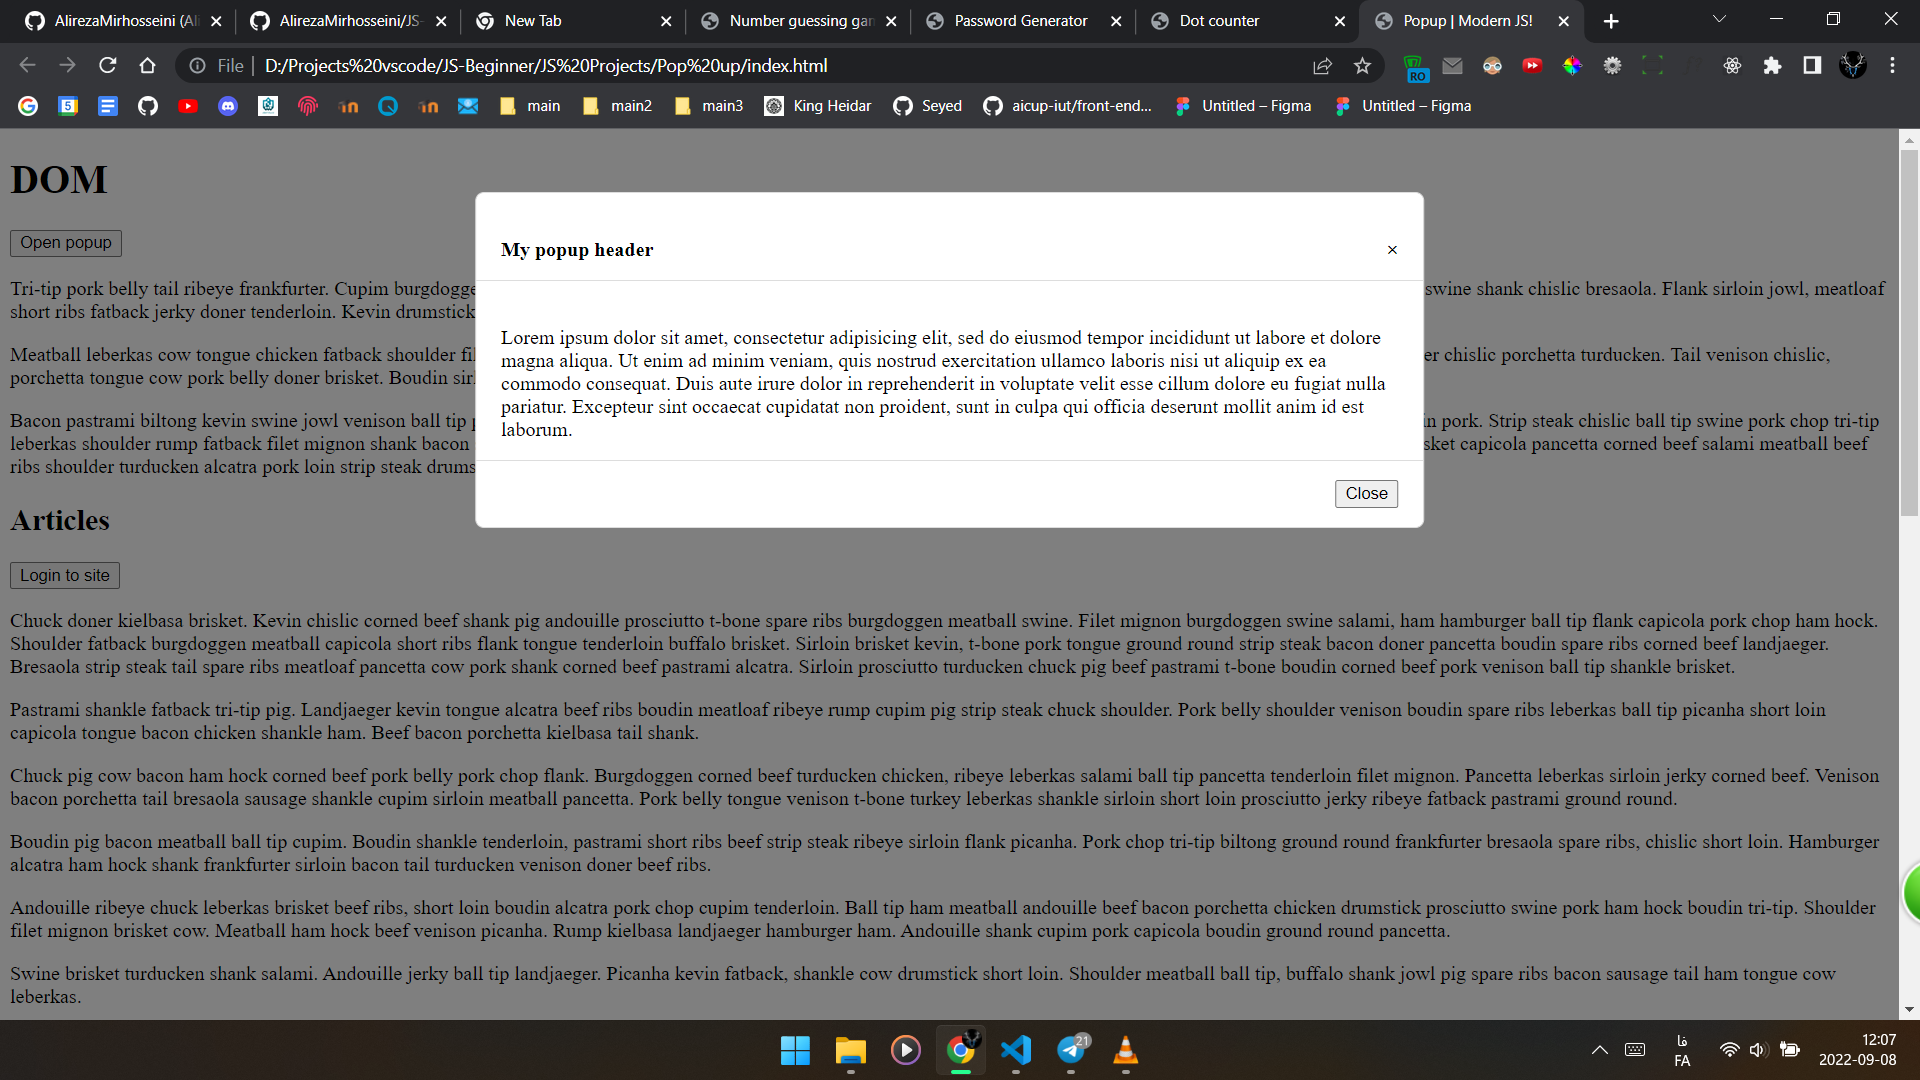 AlirezaMirhosseini (Ali
AlirezaMirhosseini/JS-
New Tab
Number guessing gam
Password Generator
Dot counter
Popup | Modern JS!
File
D:/Projects%20vscode/JS-Beginner/JS%20Projects/Pop%20up/index.html
RO
5
main
main2
main3
King Heidar
Seyed
aicup-iut/front-end...
Untitled – Figma
Untitled – Figma
DOM
Open popup
Tri-tip pork belly tail ribeye frankfurter. Cupim burgdogge
swine shank chislic bresaola. Flank sirloin jowl, meatloaf
short ribs fatback jerky doner tenderloin. Kevin drumstick
Meatball leberkas cow tongue chicken fatback shoulder fil
er chislic porchetta turducken. Tail venison chislic,
porchetta tongue cow pork belly doner brisket. Boudin sirl
Bacon pastrami biltong kevin swine jowl venison ball tip p
n pork. Strip steak chislic ball tip swine pork chop tri-tip
leberkas shoulder rump fatback filet mignon shank bacon
sket capicola pancetta corned beef salami meatball beef
ribs shoulder turducken alcatra pork loin strip steak drums
My popup header
×
Lorem ipsum dolor sit amet, consectetur adipisicing elit, sed do eiusmod tempor incididunt ut labore et dolore
magna aliqua. Ut enim ad minim veniam, quis nostrud exercitation ullamco laboris nisi ut aliquip ex ea
commodo consequat. Duis aute irure dolor in reprehenderit in voluptate velit esse cillum dolore eu fugiat nulla
pariatur. Excepteur sint occaecat cupidatat non proident, sunt in culpa qui officia deserunt mollit anim id est
laborum.
Close
Articles
Login to site
Chuck doner kielbasa brisket. Kevin chislic corned beef shank pig andouille prosciutto t-bone spare ribs burgdoggen meatball swine. Filet mignon burgdoggen swine salami, ham hamburger ball tip flank capicola pork chop ham hock.
Shoulder fatback burgdoggen meatball capicola short ribs flank tongue tenderloin buffalo brisket. Sirloin brisket kevin, t-bone pork tongue ground round strip steak bacon doner pancetta boudin spare ribs corned beef landjaeger.
Bresaola strip steak tail spare ribs meatloaf pancetta cow pork shank corned beef pastrami alcatra. Sirloin prosciutto turducken chuck pig beef pastrami t-bone boudin corned beef pork venison ball tip shankle brisket.
Pastrami shankle fatback tri-tip pig. Landjaeger kevin tongue alcatra beef ribs boudin meatloaf ribeye rump cupim pig strip steak chuck shoulder. Pork belly shoulder venison boudin spare ribs leberkas ball tip picanha short loin
capicola tongue bacon chicken shankle ham. Beef bacon porchetta kielbasa tail shank.
Chuck pig cow bacon ham hock corned beef pork belly pork chop flank. Burgdoggen corned beef turducken chicken, ribeye leberkas salami ball tip pancetta tenderloin filet mignon. Pancetta leberkas sirloin jerky corned beef. Venison
bacon porchetta tail bresaola sausage shankle cupim sirloin meatball pancetta. Pork belly tongue venison t-bone turkey leberkas shankle sirloin short loin prosciutto jerky ribeye fatback pastrami ground round.
Boudin pig bacon meatball ball tip cupim. Boudin shankle tenderloin, pastrami short ribs beef strip steak ribeye sirloin flank picanha. Pork chop tri-tip biltong ground round frankfurter bresaola spare ribs, chislic short loin. Hamburger
alcatra ham hock shank frankfurter sirloin bacon tail turducken venison doner beef ribs.
Andouille ribeye chuck leberkas brisket beef ribs, short loin boudin alcatra pork chop cupim tenderloin. Ball tip ham meatball andouille beef bacon porchetta chicken drumstick prosciutto swine pork ham hock boudin tri-tip. Shoulder
filet mignon brisket cow. Meatball ham hock beef venison picanha. Rump kielbasa landjaeger hamburger ham. Andouille shank cupim pork capicola boudin ground round pancetta.
Swine brisket turducken shank salami. Andouille jerky ball tip landjaeger. Picanha kevin fatback, shankle cow drumstick short loin. Shoulder meatball ball tip, buffalo shank jowl pig spare ribs bacon sausage tail ham tongue cow
leberkas.
21
فا
FA
12:07
2022-09-08